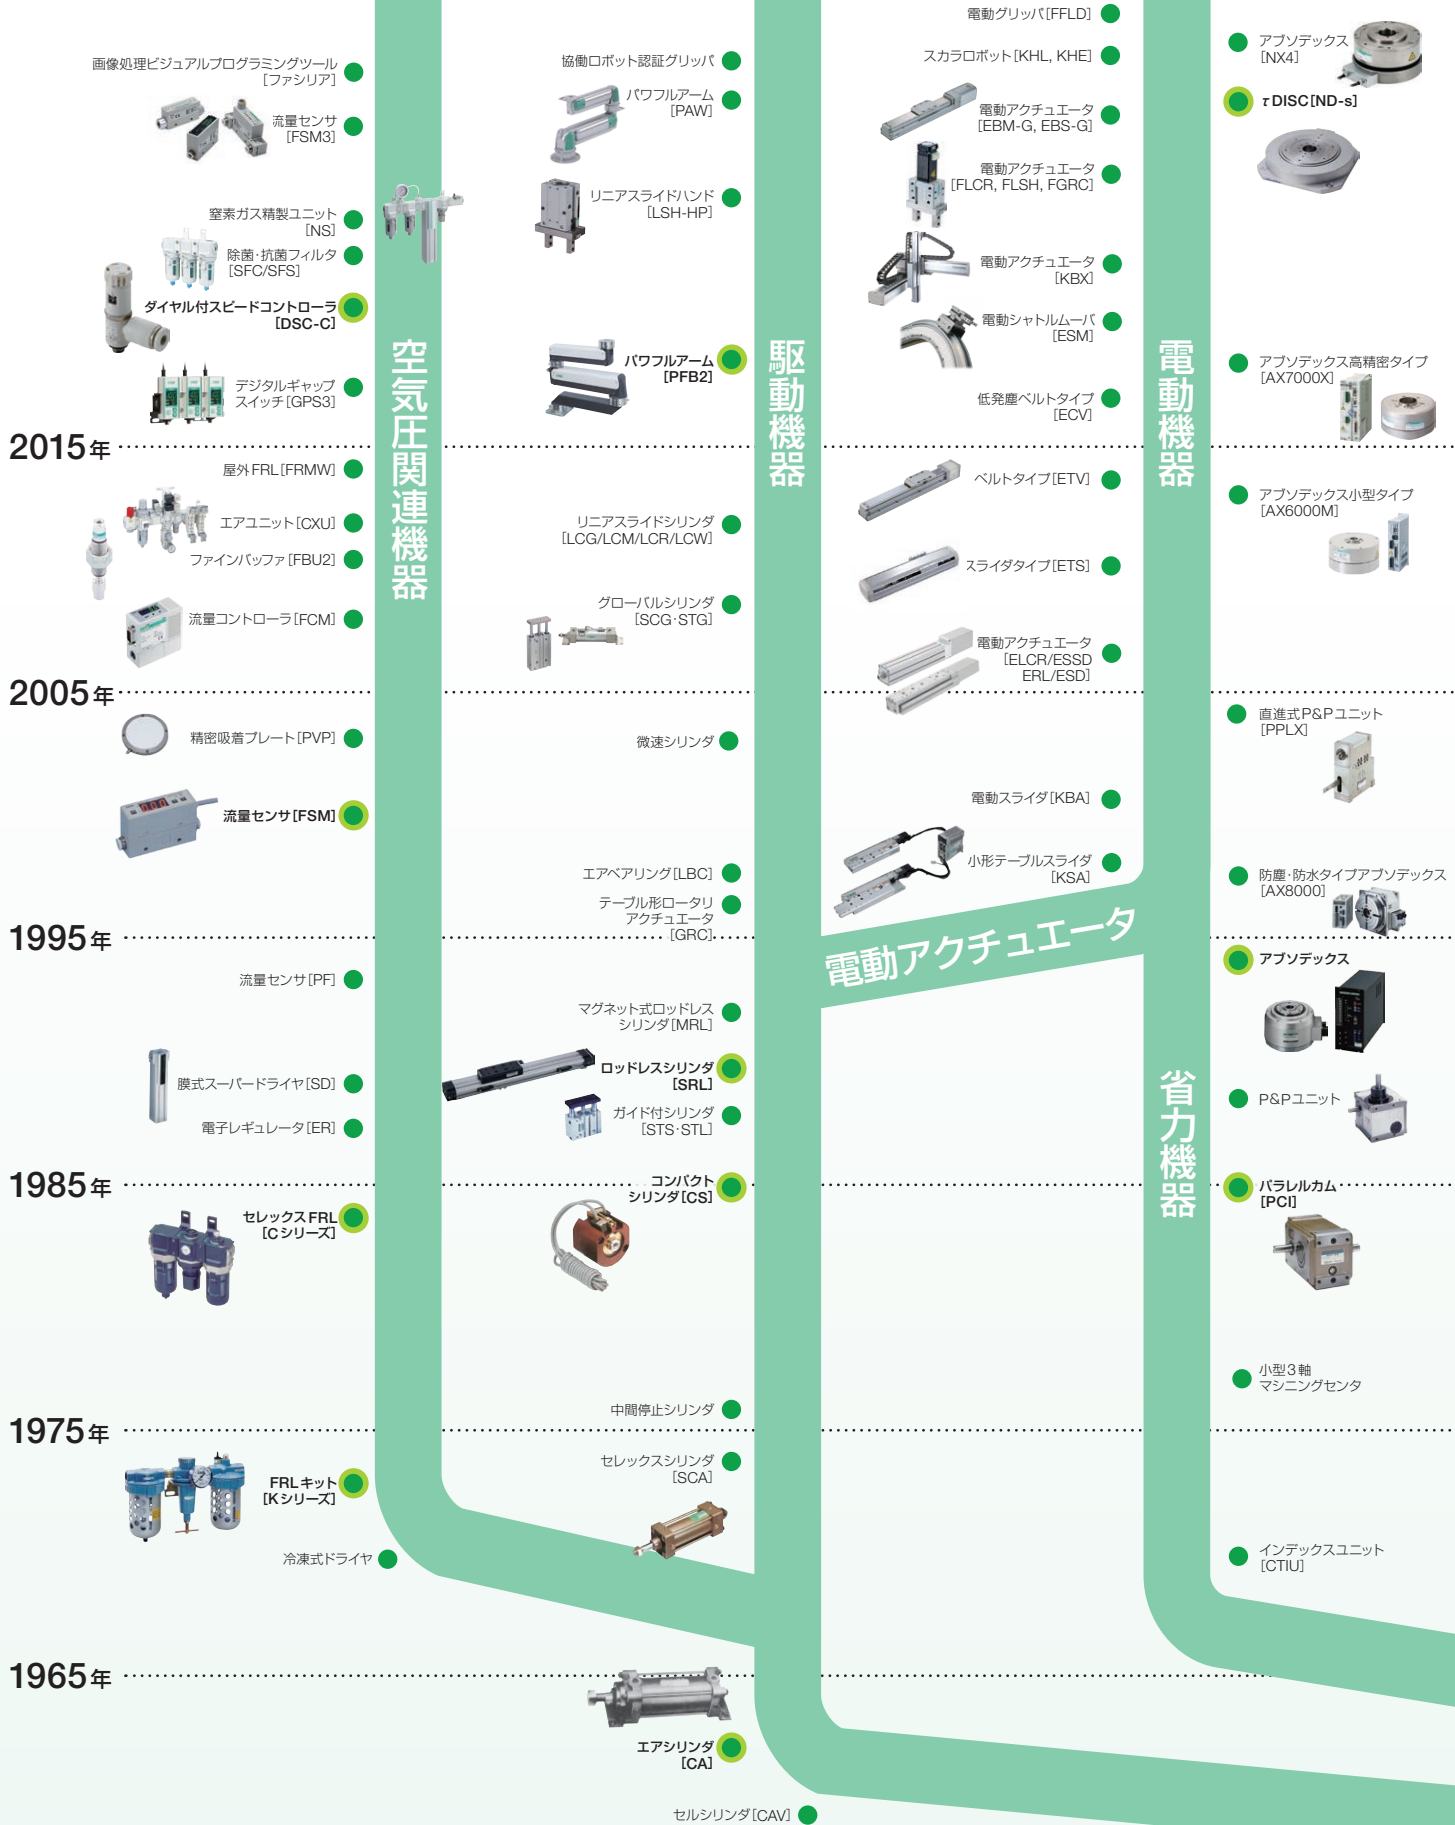 画像処理ビジュアルプログラミングツール
[ファシリア]
流量センサ
[FSM3]
窒素ガス精製ユニット
[NS]
除菌・抗菌フィルタ
[SFC/SFS]
ダイヤル付スピードコントローラ
[DSC-C]
デジタルギャップ
スイッチ[GPS3]
2015年
屋外FRL[FRMW]
エアユニット[CXU]
ファインバッファ[FBU2]
流量コントローラ[FCM]
2005年
精密吸着プレート[PVP]
流量センサ[FSM]
1995年
流量センサ[PF]
膜式スーパードライヤ[SD]
電子レギュレータ[ER]
1985年
セレックスFRL
[Cシリーズ]
1975年
FRLキット
[Kシリーズ]
冷凍式ドライヤ
1965年
空気圧関連機器
協働ロボット認証グリッパ
パワフルアーム
[PAW]
リニアスライドハンド
[LSH-HP]
パワフルアーム
[PFB2]
リニアスライドシリンダ
[LCG/LCM/LCR/LCW]
グローバルシリンダ
[SCG・STG]
微速シリンダ
エアベアリング[LBC]
テーブル形ロータリ
アクチュエータ
[GRC]
マグネット式ロッドレス
シリンダ[MRL]
ロッドレスシリンダ
[SRL]
ガイド付シリンダ
[STS・STL]
コンパクト
シリンダ[CS]
中間停止シリンダ
セレックスシリンダ
[SCA]
エアシリンダ
[CA]
セルシリンダ[CAV]
駆動機器
電動グリッパ[FFLD]
スカラロボット[KHL, KHE]
電動アクチュエータ
[EBM-G, EBS-G]
電動アクチュエータ
[FLCR, FLSH, FGRC]
電動アクチュエータ
[KBX]
電動シャトルムーバ
[ESM]
低発塵ベルトタイプ
[ECV]
ベルトタイプ[ETV]
スライダタイプ[ETS]
電動アクチュエータ
[ELCR/ESSD
ERL/ESD]
電動スライダ[KBA]
小形テーブルスライダ
[KSA]
電動アクチュエータ
電動機器
省力機器
アブソデックス
[NX4]
τDISC[ND-s]
アブソデックス高精密タイプ
[AX7000X]
アブソデックス小型タイプ
[AX6000M]
直進式P&Pユニット
[PPLX]
防塵・防水タイプアブソデックス
[AX8000]
アブソデックス
P&Pユニット
パラレルカム
[PCI]
小型3軸
マシニングセンタ
インデックスユニット
[CTIU]